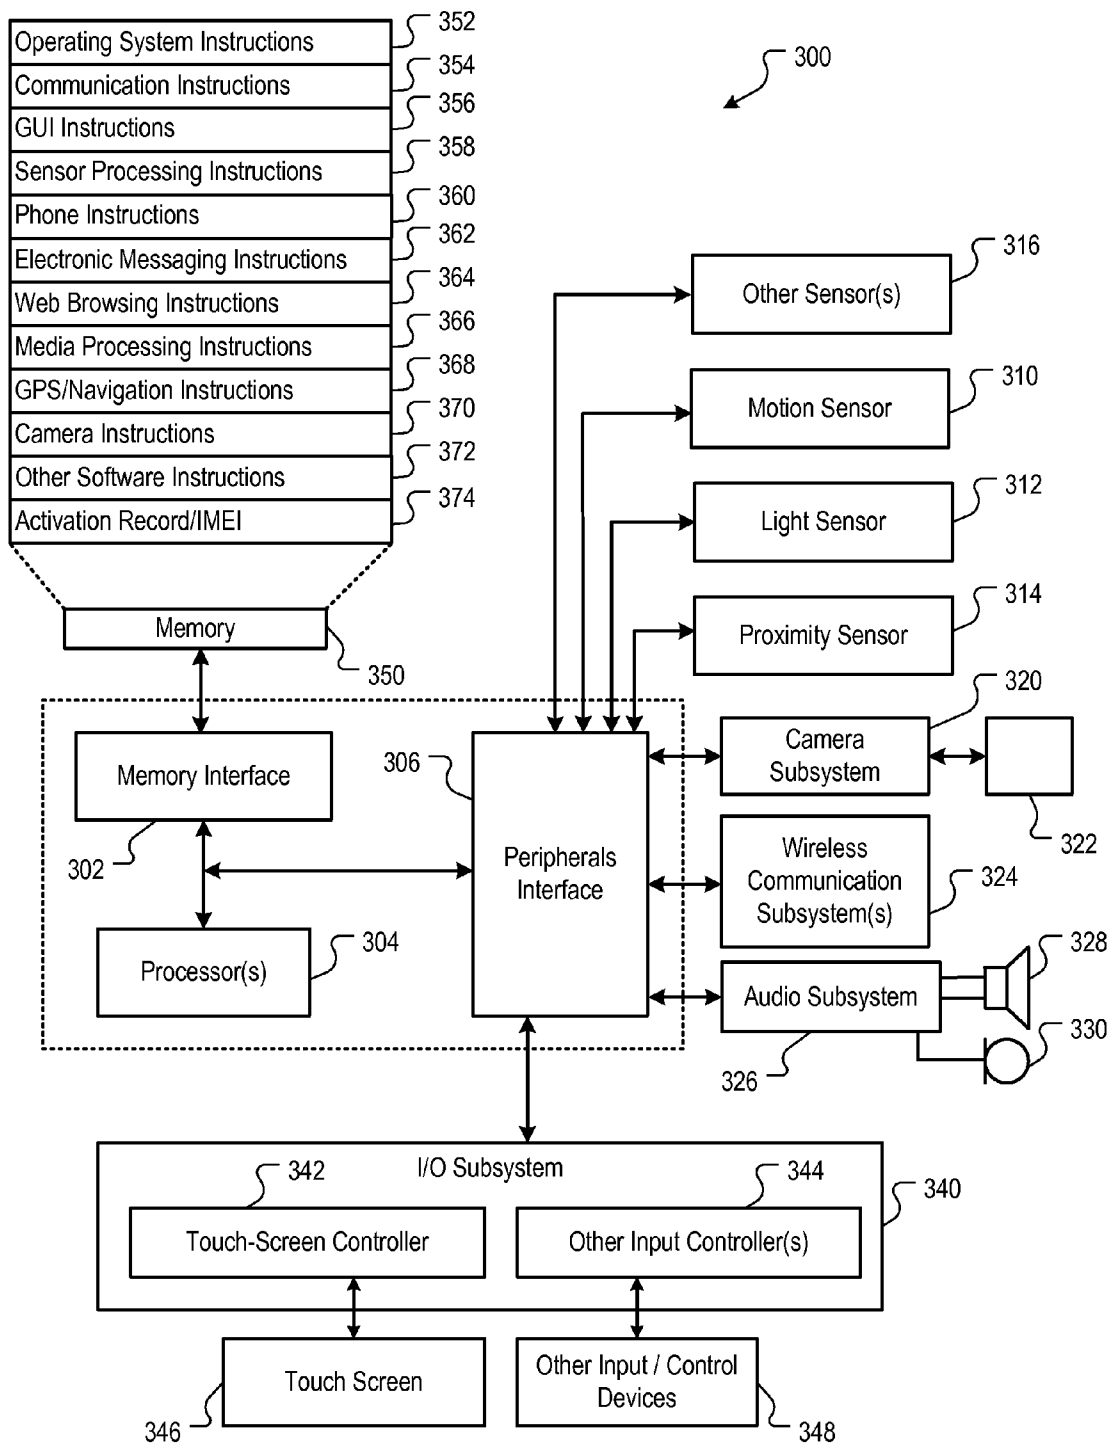 352
Operating System Instructions
354
Communication Instructions
356
GUI Instructions
358
Sensor Processing Instructions
360
Phone Instructions
362
Electronic Messaging Instructions
364
Web Browsing Instructions
366
Media Processing Instructions
368
GPS/Navigation Instructions
370
Camera Instructions
372
Other Software Instructions
374
Activation Record/IMEI
Memory
350
300
316
Other Sensor(s)
310
Motion Sensor
312
Light Sensor
314
Proximity Sensor
320
Camera
Subsystem
322
Memory Interface
302
306
Peripherals
Interface
304
Processor(s)
Wireless
Communication
Subsystem(s)
324
328
Audio Subsystem
330
326
I/O Subsystem
342
344
340
Touch-Screen Controller
Other Input Controller(s)
Touch Screen
346
Other Input / Control
Devices
348